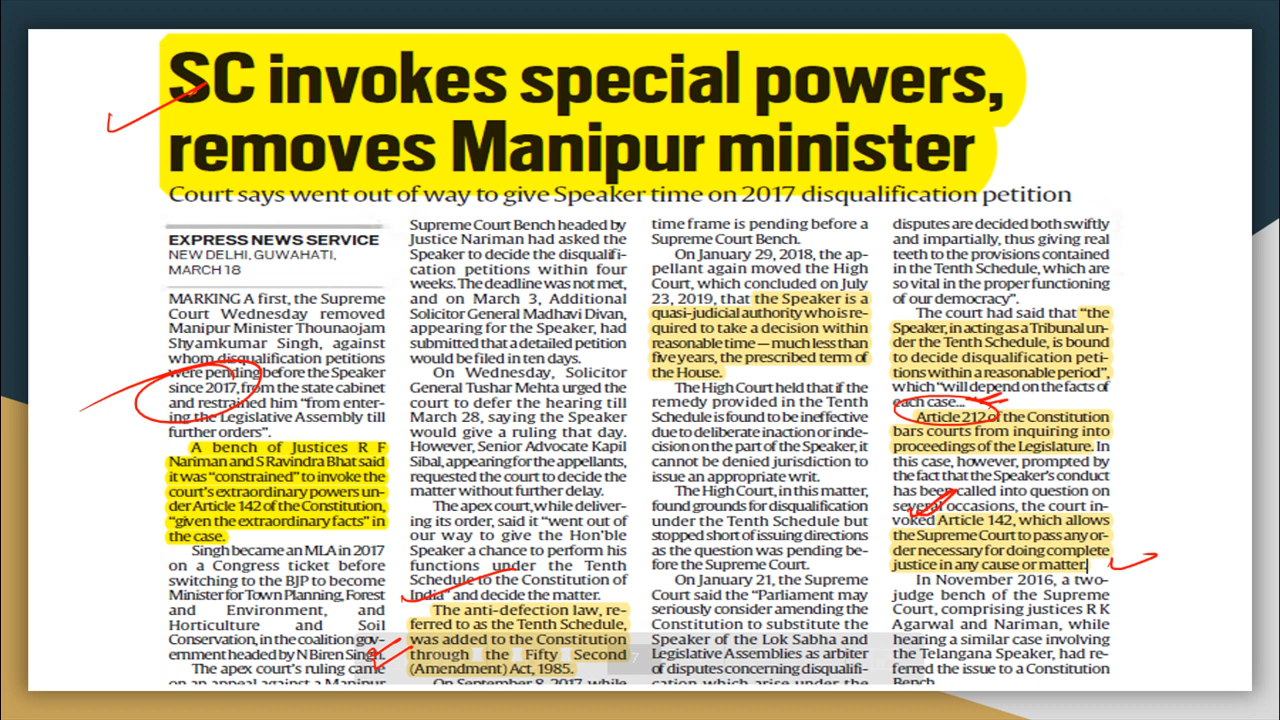 SC invokes special powers,
removes Manipur minister
Court says went out of way to give Speaker time on 2017 disqualification petition
EXPRESS NEWS SERVICE
NEW DELHI, GUWAHATI,
MARCH 18
MARKING A first, the Supreme
Court Wednesday removed
Manipur Minister Thounaojam
Shyamkumar Singh, against
whom disqualification petitions
were pending before the Speaker
since 2017, from the state cabinet
and restrained him "from enter-
ing the Legislative Assembly till
further orders".
A bench of Justices R F
Nariman and S Ravindra Bhat said
it was "constrained" to invoke the
court's extraordinary powers un-
der Article 142 of the Constitution,
"given the extraordinary facts" in
the case.
Singh became an MLA in 2017
on a Congress ticket before
switching to the BJP to become
Minister for Town Planning, Forest
and Environment, and
Horticulture and Soil
Conservation, in the coalition gov-
ernment headed by N Biren Singh.
The apex court's ruling came
on an appeal against a Manipur
Supreme Court Bench headed by
Justice Nariman had asked the
Speaker to decide the disqualifi-
cation petitions within four
weeks. The deadline was not met,
and on March 3, Additional
Solicitor General Madhavi Divan,
appearing for the Speaker, had
submitted that a detailed petition
would be filed in ten days.
On Wednesday, Solicitor
General Tushar Mehta urged the
court to defer the hearing till
March 28, saying the Speaker
would give a ruling that day.
However, Senior Advocate Kapil
Sibal, appearing for the appellants,
requested the court to decide the
matter without further delay.
The apex court, while deliver-
ing its order, said it "went out of
our way to give the Hon'ble
Speaker a chance to perform his
functions under the Tenth
Schedule to the Constitution of
India" and decide the matter.
The anti-defection law, re-
ferred to as the Tenth Schedule,
was added to the Constitution
through the Fifty Second
(Amendment) Act, 1985.
On September 8, 2017, while
time frame is pending before a
Supreme Court Bench.
On January 29, 2018, the ap-
pellant again moved the High
Court, which concluded on July
23, 2019, that the Speaker is a
quasi-judicial authority who is re-
quired to take a decision within
reasonable time — much less than
five years, the prescribed term of
the House.
The High Court held that if the
remedy provided in the Tenth
Schedule is found to be ineffective
due to deliberate inaction or inde-
cision on the part of the Speaker, it
cannot be denied jurisdiction to
issue an appropriate writ.
The High Court, in this matter,
found grounds for disqualification
under the Tenth Schedule but
stopped short of issuing directions
as the question was pending be-
fore the Supreme Court.
On January 21, the Supreme
Court said the "Parliament may
seriously consider amending the
Constitution to substitute the
Speaker of the Lok Sabha and
Legislative Assemblies as arbiter
of disputes concerning disqualifi-
cation which arise under the
disputes are decided both swiftly
and impartially, thus giving real
teeth to the provisions contained
in the Tenth Schedule, which are
so vital in the proper functioning
of our democracy".
The court had said that "the
Speaker, in acting as a Tribunal un-
der the Tenth Schedule, is bound
to decide disqualification peti-
tions within a reasonable period",
which "will depend on the facts of
each case...
Article 212 of the Constitution
bars courts from inquiring into
proceedings of the Legislature. In
this case, however, prompted by
the fact that the Speaker's conduct
has been called into question on
several occasions, the court in-
voked Article 142, which allows
the Supreme Court to pass any or-
der necessary for doing complete
justice in any cause or matter.
In November 2016, a two-
judge bench of the Supreme
Court, comprising justices R K
Agarwal and Nariman, while
hearing a similar case involving
the Telangana Speaker, had re-
ferred the issue to a Constitution
Bench.